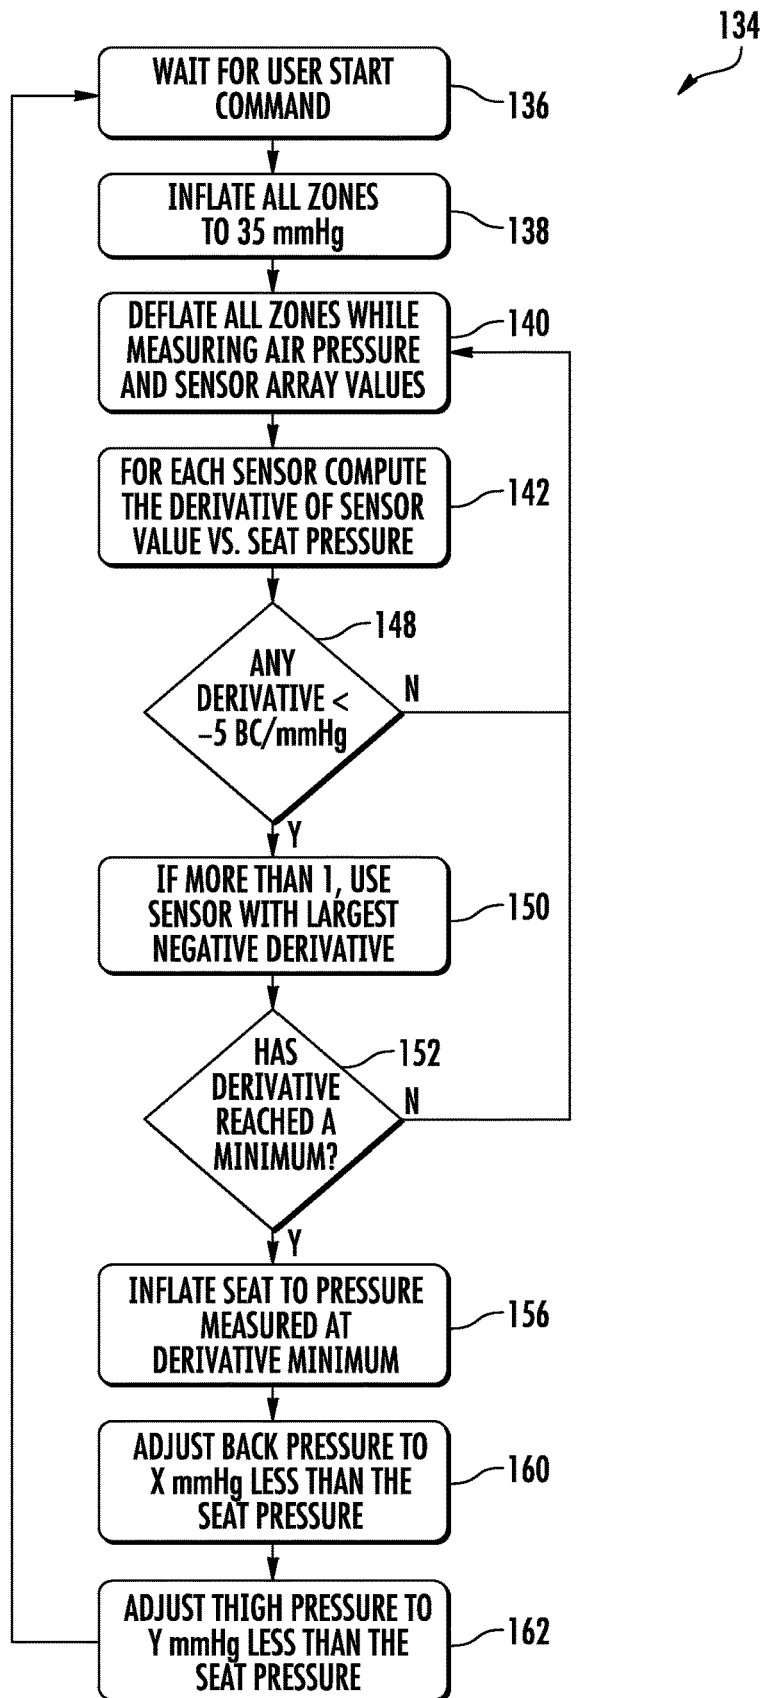 134
WAIT FOR USER START
COMMAND
136
INFLATE ALL ZONES
TO 35 mmHg
138
DEFLATE ALL ZONES WHILE
MEASURING AIR PRESSURE
AND SENSOR ARRAY VALUES
140
FOR EACH SENSOR COMPUTE
THE DERIVATIVE OF SENSOR
VALUE VS. SEAT PRESSURE
142
148
ANY
DERIVATIVE <
–5 BC/mmHg
N
Y
IF MORE THAN 1, USE
SENSOR WITH LARGEST
NEGATIVE DERIVATIVE
150
152
HAS
DERIVATIVE
REACHED A
MINIMUM?
N
Y
INFLATE SEAT TO PRESSURE
MEASURED AT
DERIVATIVE MINIMUM
156
ADJUST BACK PRESSURE TO
X mmHg LESS THAN THE
SEAT PRESSURE
160
ADJUST THIGH PRESSURE TO
Y mmHg LESS THAN THE
SEAT PRESSURE
162